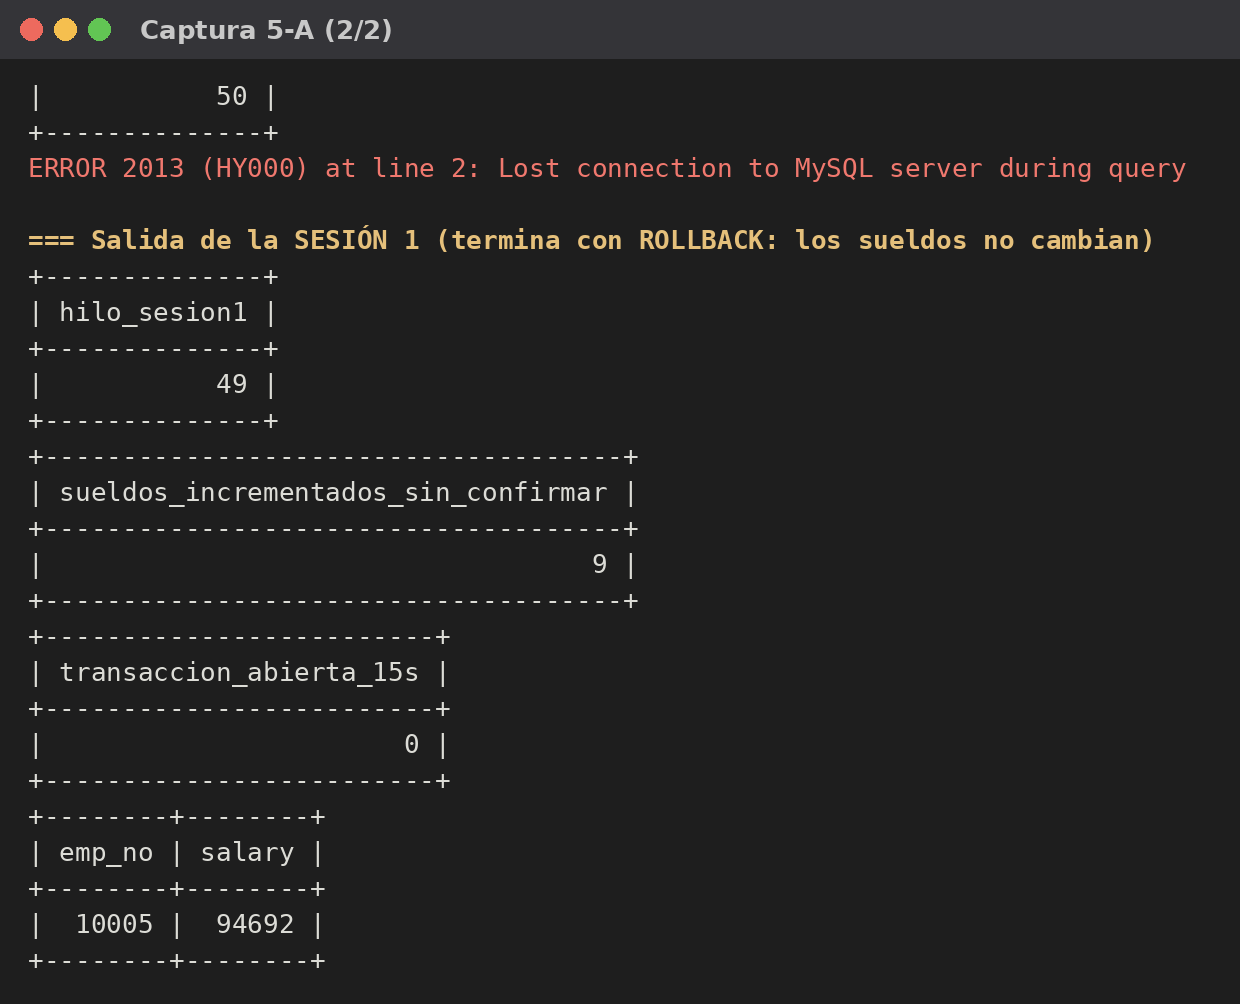 Captura 5-A (2/2)
|           50 |
+--------------+
ERROR 2013 (HY000) at line 2: Lost connection to MySQL server during query
=== Salida de la SESIÓN 1 (termina con ROLLBACK: los sueldos no cambian)
+--------------+
| hilo_sesion1 |
+--------------+
|           49 |
+--------------+
+-------------------------------------+
| sueldos_incrementados_sin_confirmar |
+-------------------------------------+
|                                   9 |
+-------------------------------------+
+-------------------------+
| transaccion_abierta_15s |
+-------------------------+
|                       0 |
+-------------------------+
+--------+--------+
| emp_no | salary |
+--------+--------+
|  10005 |  94692 |
+--------+--------+